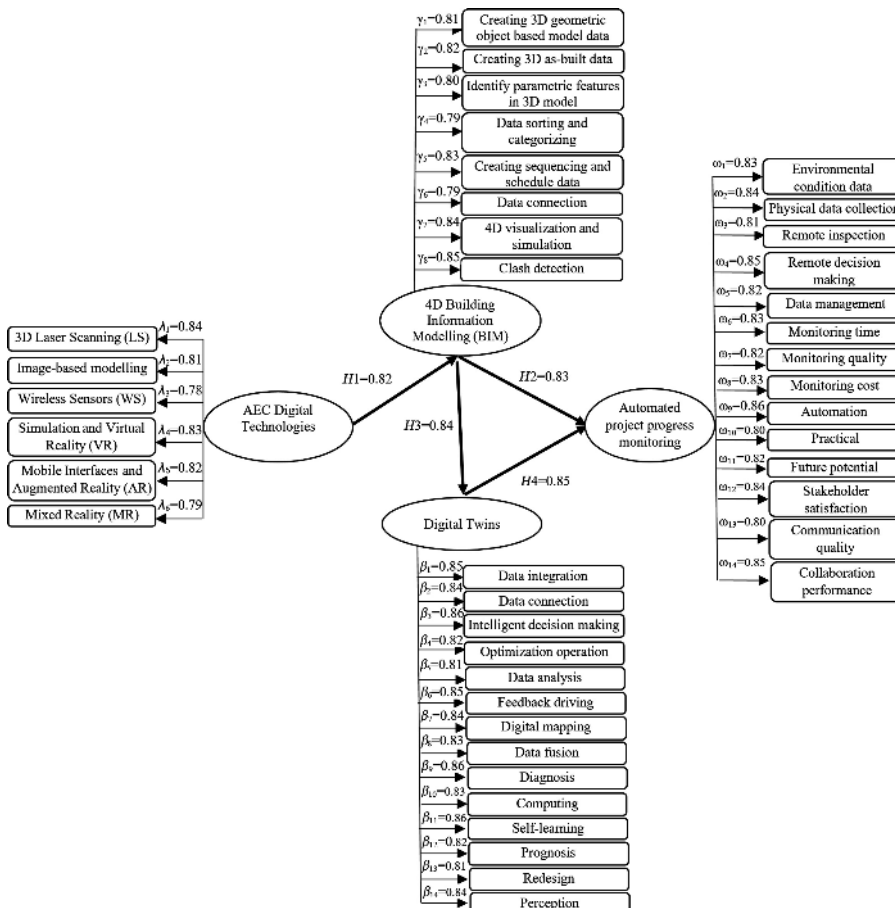 γ1=0.81
Creating 3D geometric
object based model data
γ2=0.82
Creating 3D as-built data
γ3=0.80
Identify parametric features
in 3D model
γ4=0.79
Data sorting and
categorizing
γ5=0.83
Creating sequencing and
schedule data
γ6=0.79
Data connection
γ7=0.84
4D visualization and
simulation
γ8=0.85
Clash detection
4D Building
Information
Modelling (BIM)
3D Laser Scanning (LS)
λ1=0.84
Image-based modelling
λ2=0.81
Wireless Sensors (WS)
λ3=0.78
Simulation and Virtual
Reality (VR)
λ4=0.83
Mobile Interfaces and
Augmented Reality (AR)
λ5=0.82
Mixed Reality (MR)
λ6=0.79
AEC Digital
Technologies
H1=0.82
H2=0.83
H3=0.84
H4=0.85
Automated
project progress
monitoring
Digital Twins
ω1=0.83
Environmental
condition data
ω2=0.84
Physical data collection
ω3=0.81
Remote inspection
ω4=0.85
Remote decision
making
ω5=0.82
Data management
ω6=0.83
Monitoring time
ω7=0.82
Monitoring quality
ω8=0.83
Monitoring cost
ω9=0.86
Automation
ω10=0.80
Practical
ω11=0.82
Future potential
ω12=0.84
Stakeholder
satisfaction
ω13=0.80
Communication
quality
ω14=0.85
Collaboration
performance
β1=0.85
Data integration
β2=0.84
Data connection
β3=0.86
Intelligent decision making
β4=0.82
Optimization operation
β5=0.81
Data analysis
β6=0.85
Feedback driving
β7=0.84
Digital mapping
β8=0.83
Data fusion
β9=0.86
Diagnosis
β10=0.83
Computing
β11=0.86
Self-learning
β12=0.82
Prognosis
β13=0.81
Redesign
β14=0.84
Perception